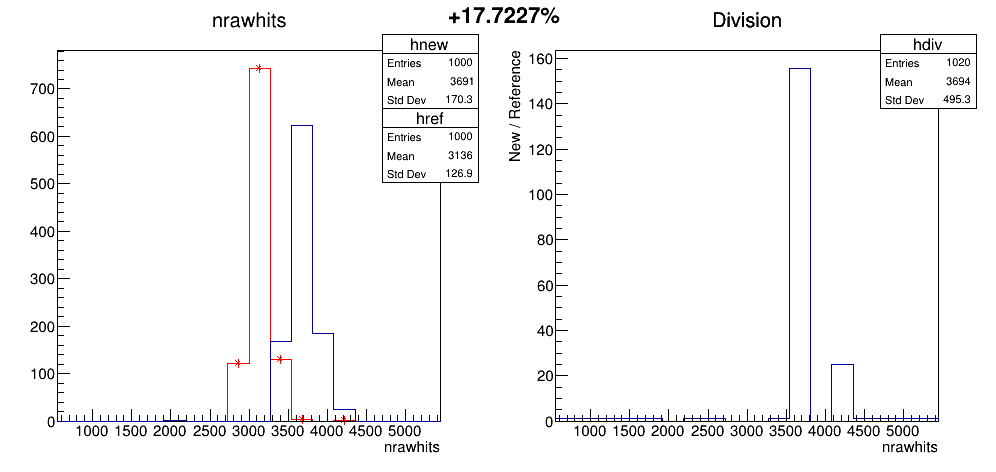 +17.7227%
nrawhits
hnew
Entries 1000
Mean 3691
Std Dev 170.3
href
Entries 1000
Mean 3136
Std Dev 126.9
700
600
500
400
300
200
100
0
1000 1500 2000 2500 3000 3500 4000 4500 5000
nrawhits
Division
hdiv
Entries 1020
Mean 3694
Std Dev 495.3
New / Reference
160
140
120
100
80
60
40
20
0
1000 1500 2000 2500 3000 3500 4000 4500 5000
nrawhits